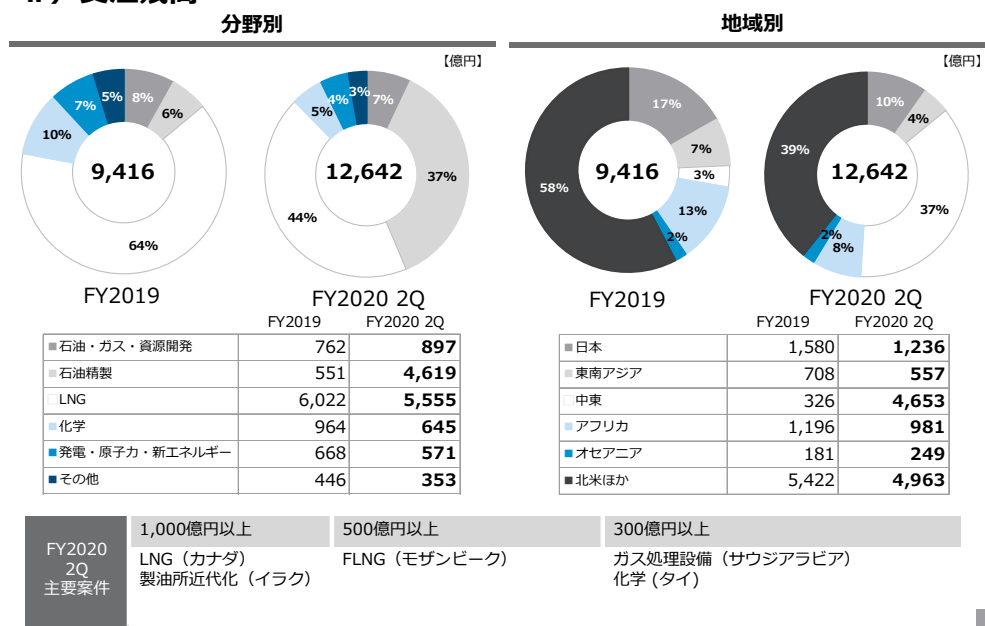 分野別
【億円】
5%
8%
7%
6%
10%
9,416
64%
FY2019
3%
4%
7%
5%
12,642
37%
44%
FY2020 2Q
FY2019 FY2020 2Q
■石油・ガス・資源開発 762 897
■石油精製 551 4,619
□LNG 6,022 5,555
■化学 964 645
■発電・原子力・新エネルギー 668 571
■その他 446 353
地域別
【億円】
17%
7%
58%
9,416
3%
13%
2%
FY2019
10%
4%
39%
12,642
37%
2%
8%
FY2020 2Q
FY2019 FY2020 2Q
■日本 1,580 1,236
■東南アジア 708 557
□中東 326 4,653
■アフリカ 1,196 981
■オセアニア 181 249
■北米ほか 5,422 4,963
FY2020
2Q
主要案件
1,000億円以上
LNG（カナダ）
製油所近代化（イラク）
500億円以上
FLNG（モザンビーク）
300億円以上
ガス処理設備（サウジアラビア）
化学 (タイ)